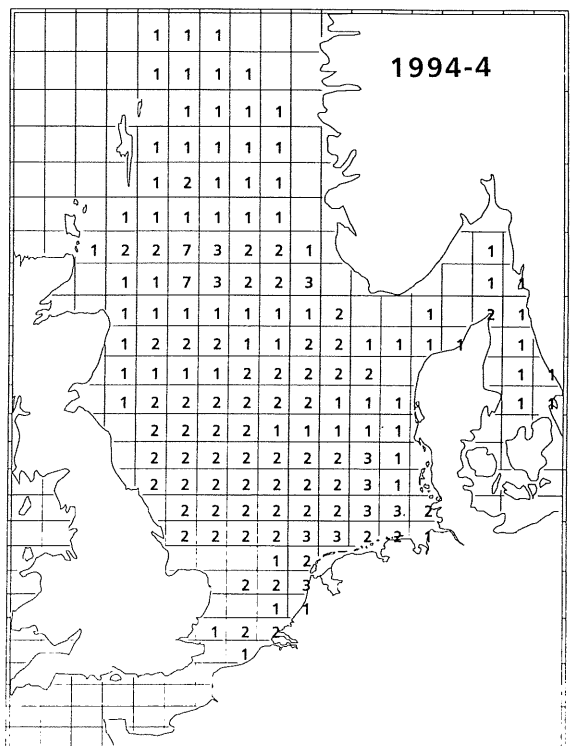 1 1 1
1994-4
1 1 1 1
1 1 1 1
1 1 1 1 1
1 2 1 1 1
1 1 1 1 1 1
1 2 2 7 3 2 2 1 1
1 1 7 3 2 2 3 1 1
1 1 1 1 1 1 1 2 1 2 1
1 2 2 2 1 1 2 2 1 1 1 1 1
1 1 1 1 2 2 2 2 2 1 1
1 2 2 2 2 2 2 1 1 1 1 1
2 2 2 2 1 1 1 1 1
2 2 2 2 2 2 2 3 1
2 2 2 2 2 2 2 3 1
2 2 2 2 2 2 3 3 2
2 2 2 2 3 3 2 2 1
1 2
2 2 3
1 1
1 2 2
1